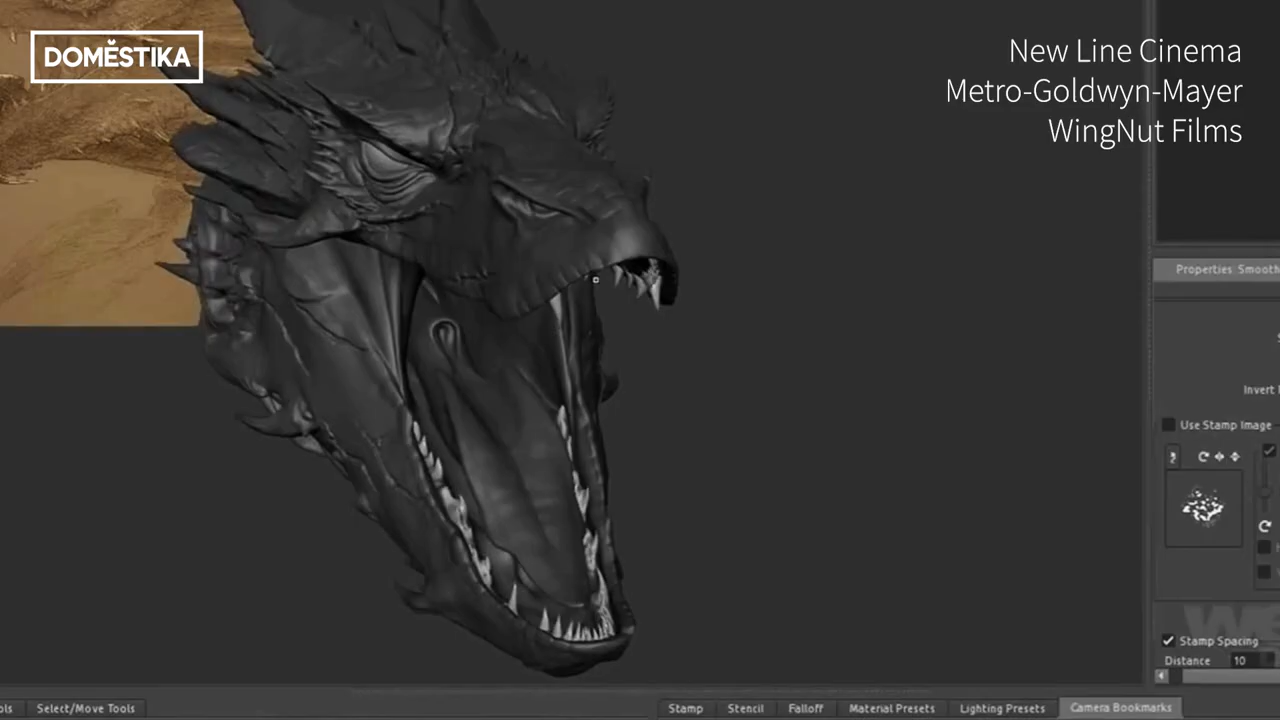 DOMĔSTIKA
New Line Cinema
Metro-Goldwyn-Mayer
WingNut Films
Properties Smooth
Invert
Use Stamp Image
Stamp Spacing
Distance 10
Select/Move Tools
Stamp
Stencil
Falloff
Material Presets
Lighting Presets
Camera Bookmarks